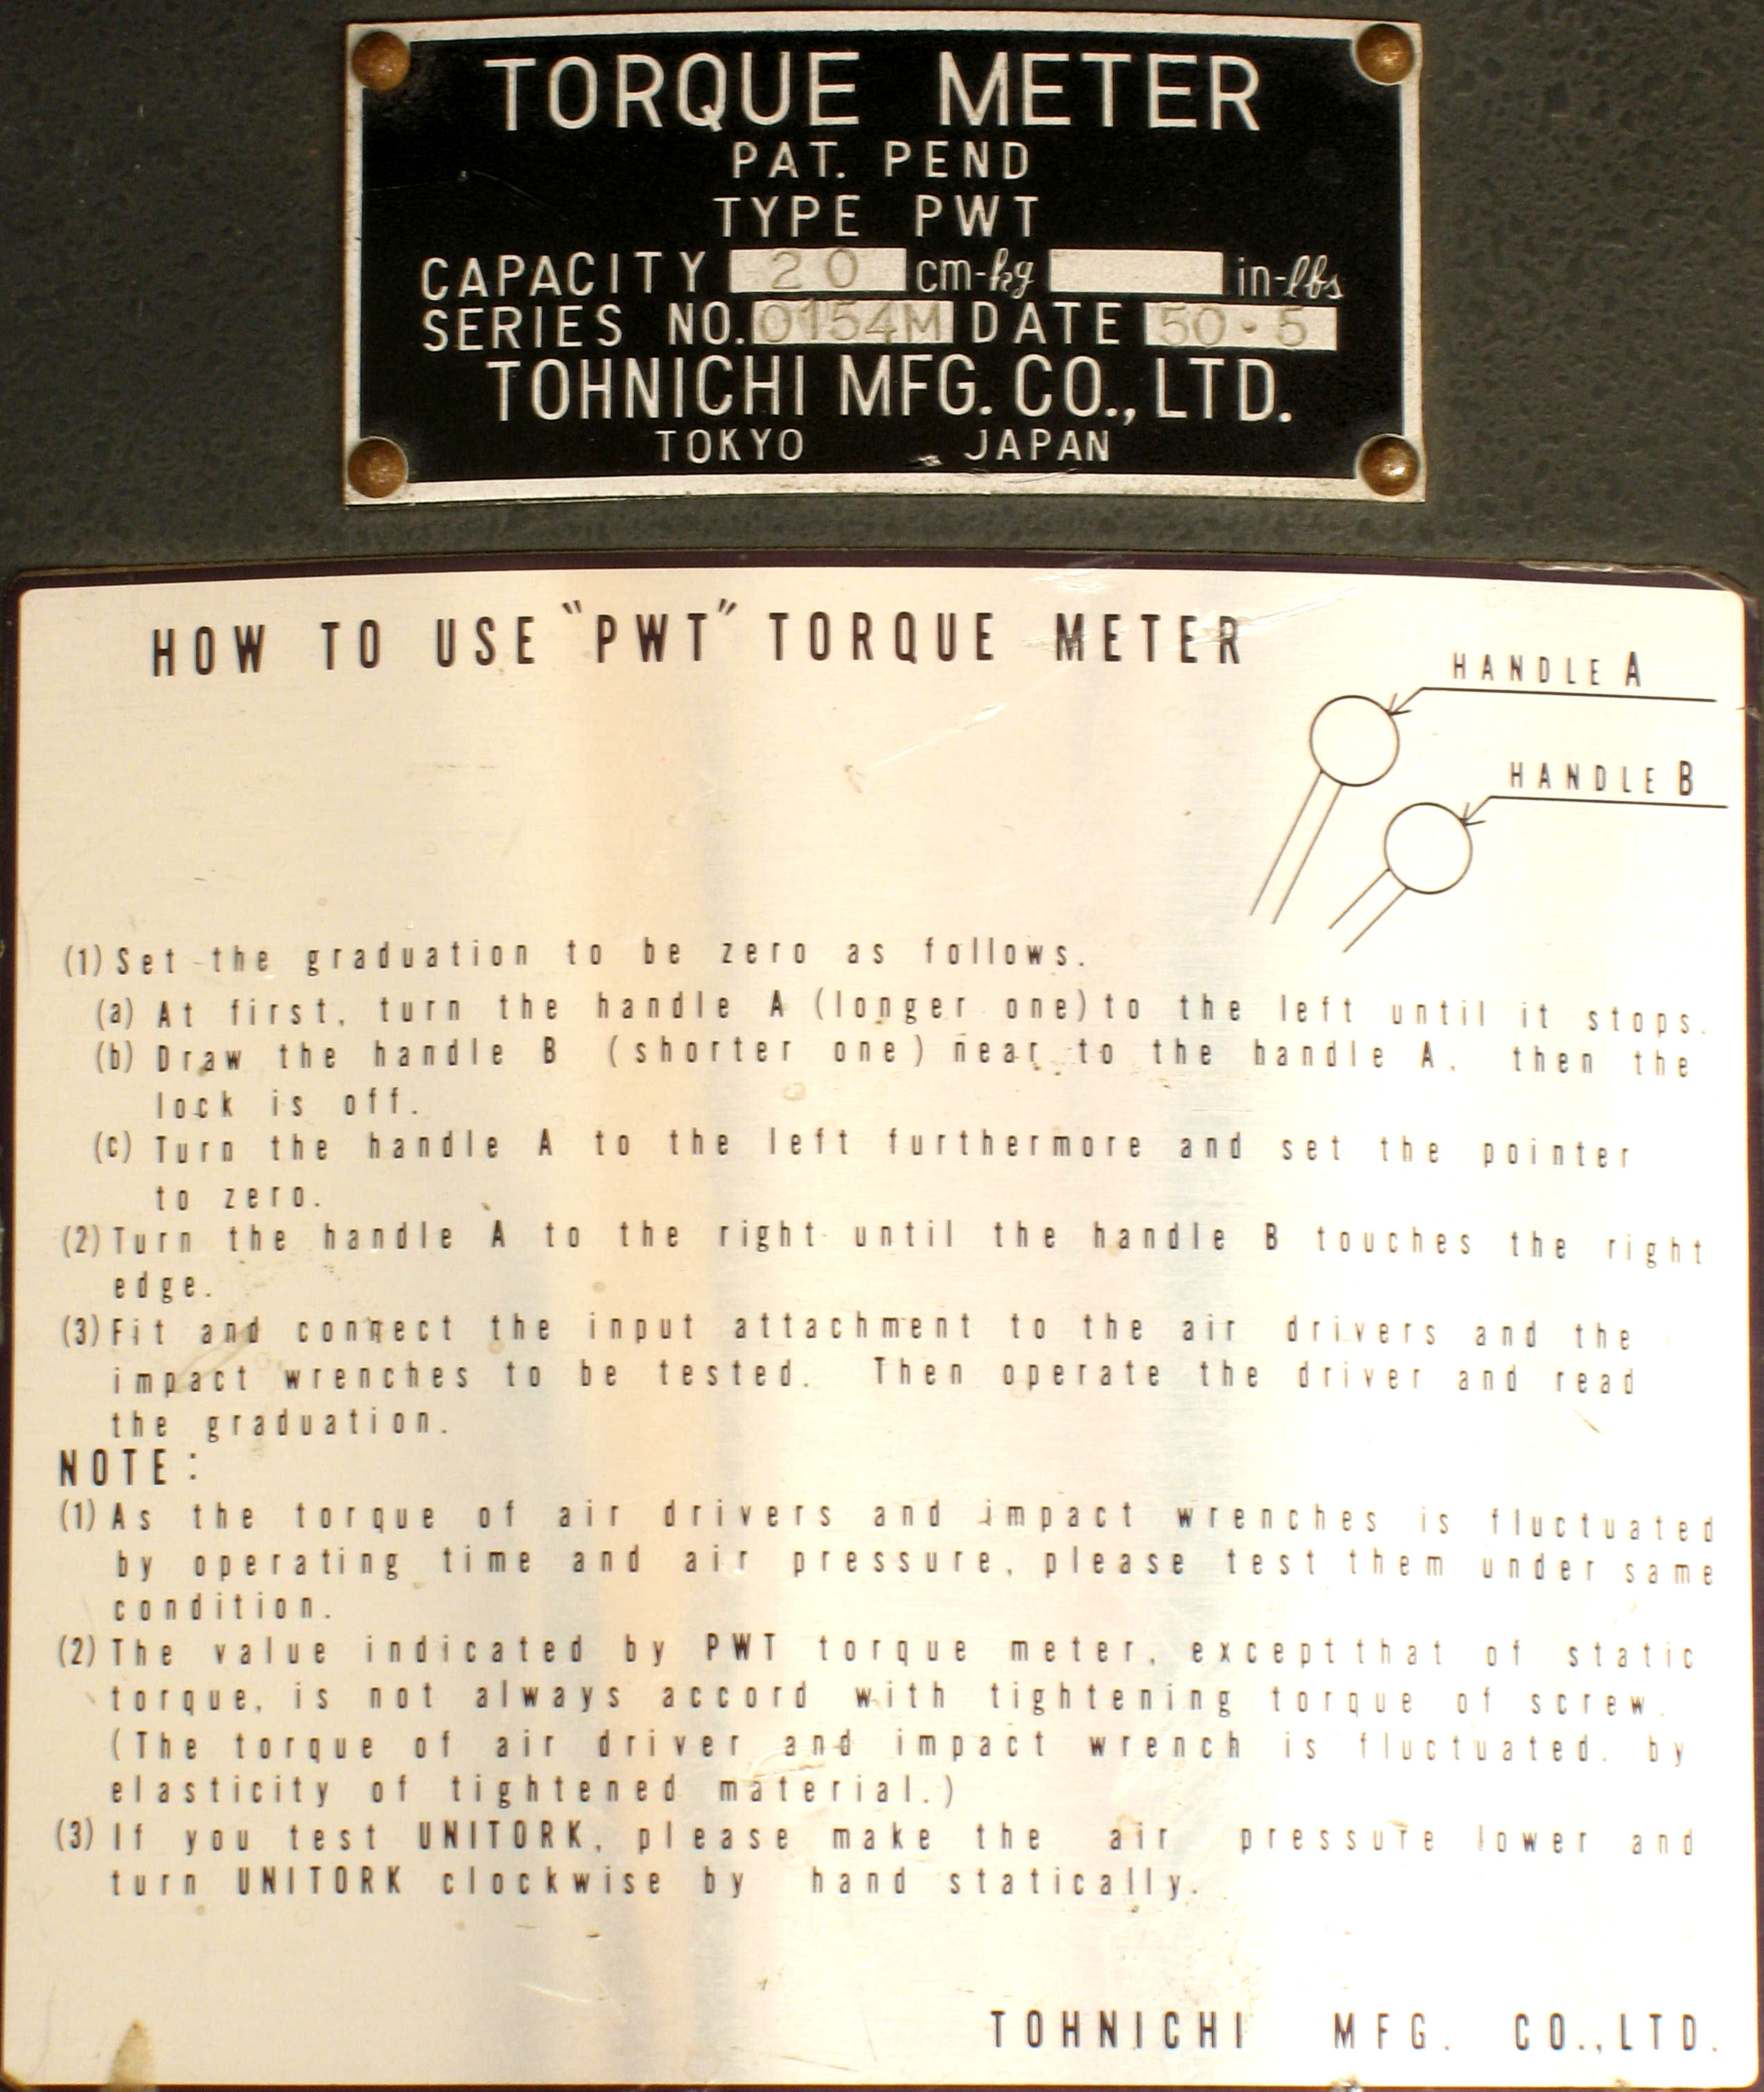 TORQUE METER
PAT. PEND
TYPE PWT
CAPACITY 20 cm-kg in-lbs
SERIES NO. 0154M DATE 50·5
TOHNICHI MFG. CO., LTD.
TOKYO JAPAN
HOW TO USE "PWT" TORQUE METER
HANDLE A
HANDLE B
(1) Set the graduation to be zero as follows.
(a) At first, turn the handle A (longer one) to the left until it stops.
(b) Draw the handle B (shorter one) near to the handle A, then the
lock is off.
(c) Turn the handle A to the left furthermore and set the pointer
to zero.
(2) Turn the handle A to the right until the handle B touches the right
edge.
(3) Fit and connect the input attachment to the air drivers and the
impact wrenches to be tested. Then operate the driver and read
the graduation.
NOTE:
(1) As the torque of air drivers and impact wrenches is fluctuated
by operating time and air pressure, please test them under same
condition.
(2) The value indicated by PWT torque meter, except that of static
torque, is not always accord with tightening torque of screw.
(The torque of air driver and impact wrench is fluctuated. by
elasticity of tightened material.)
(3) If you test UNITORK, please make the air pressure lower and
turn UNITORK clockwise by hand statically.
TOHNICHI MFG. CO., LTD.